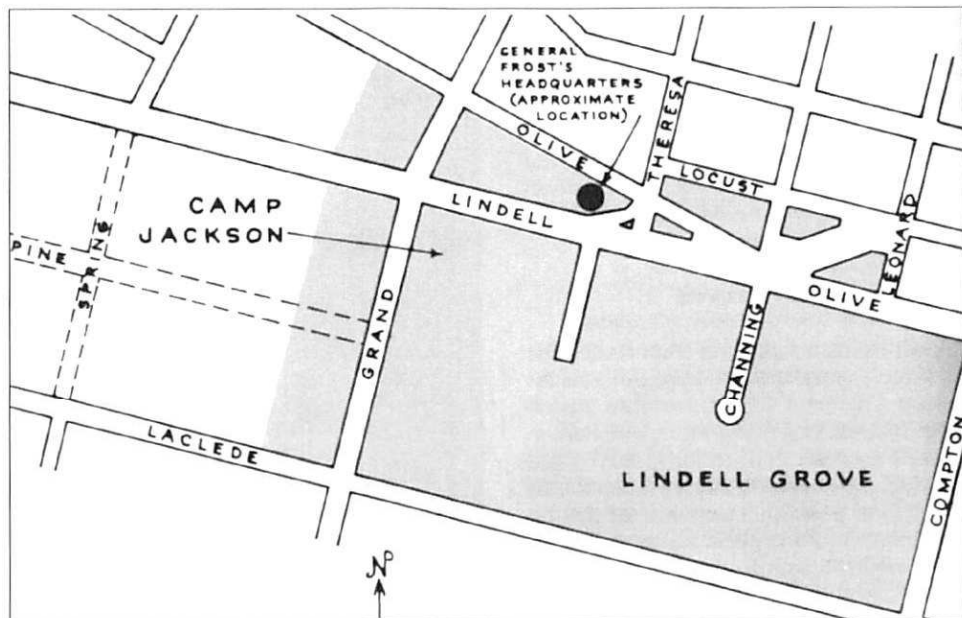 GENERAL
FROST'S
HEADQUARTERS
(APPROXIMATE
LOCATION)
THERESA
OLIVE
LOCUST
LINDELL
CAMP
JACKSON
LEONARD
PINE
SPRING
OLIVE
GRAND
CHANNING
LACLEDE
LINDELL GROVE
COMPTON
N